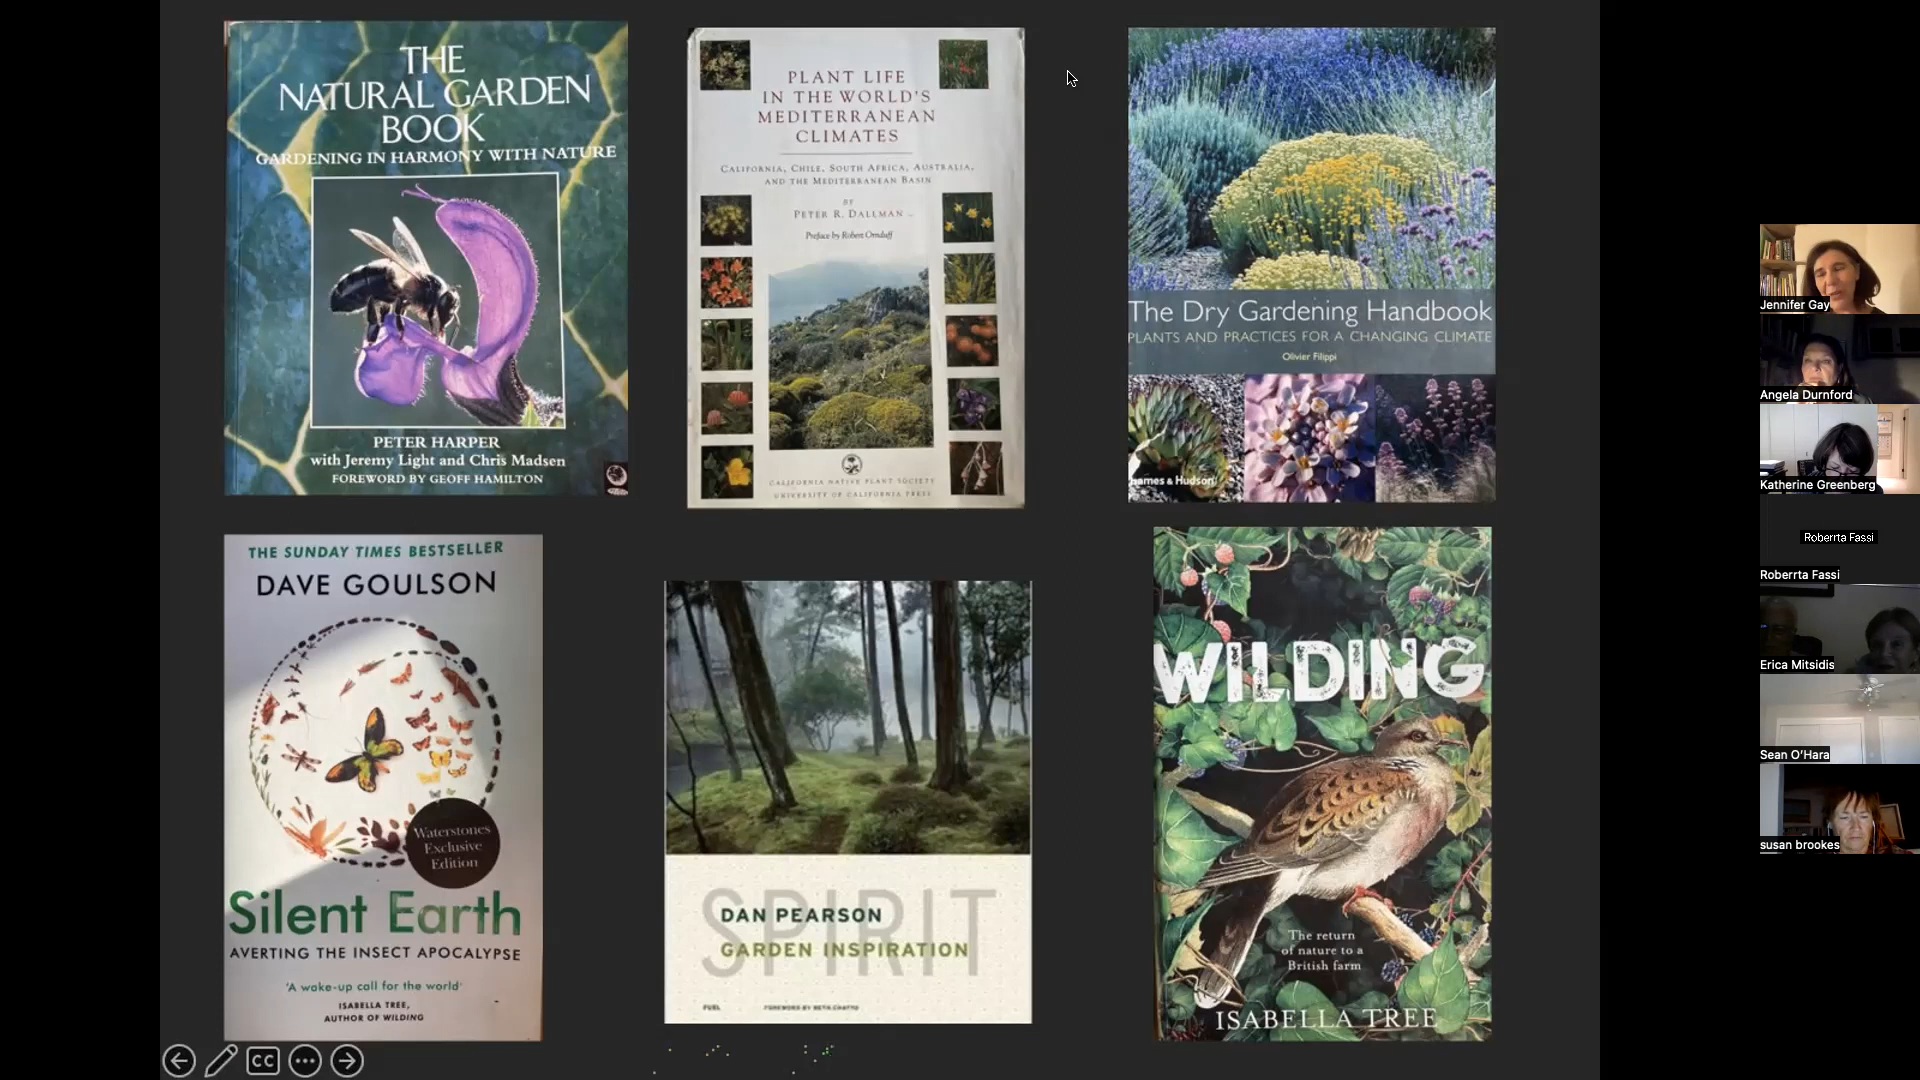 THE
NATURAL GARDEN
BOOK
GARDENING IN HARMONY WITH NATURE
PETER HARPER
with Jeremy Light and Chris Madsen
FOREWORD BY GEOFF HAMILTON
PLANT LIFE
IN THE WORLD'S
MEDITERRANEAN
CLIMATES
CALIFORNIA, CHILE, SOUTH AFRICA, AUSTRALIA,
AND THE MEDITERRANEAN BASIN
BY
PETER R. DALLMAN
Preface by Robert Ornduff
CALIFORNIA NATIVE PLANT SOCIETY
UNIVERSITY OF CALIFORNIA PRESS
The Dry Gardening Handbook
PLANTS AND PRACTICES FOR A CHANGING CLIMATE
Olivier Filippi
hames & Hudson
THE SUNDAY TIMES BESTSELLER
DAVE GOULSON
Waterstones
Exclusive
Edition
Silent Earth
AVERTING THE INSECT APOCALYPSE
'A wake-up call for the world'
ISABELLA TREE,
AUTHOR OF WILDING
SPIRIT
DAN PEARSON
GARDEN INSPIRATION
FUEL FOREWORD BY BETH CHATTO
WILDING
The return
of nature to a
British farm
ISABELLA TREE
CC
Jennifer Gay
Angela Durnford
Katherine Greenberg
Roberrta Fassi
Roberrta Fassi
Erica Mitsidis
Sean O'Hara
susan brookes